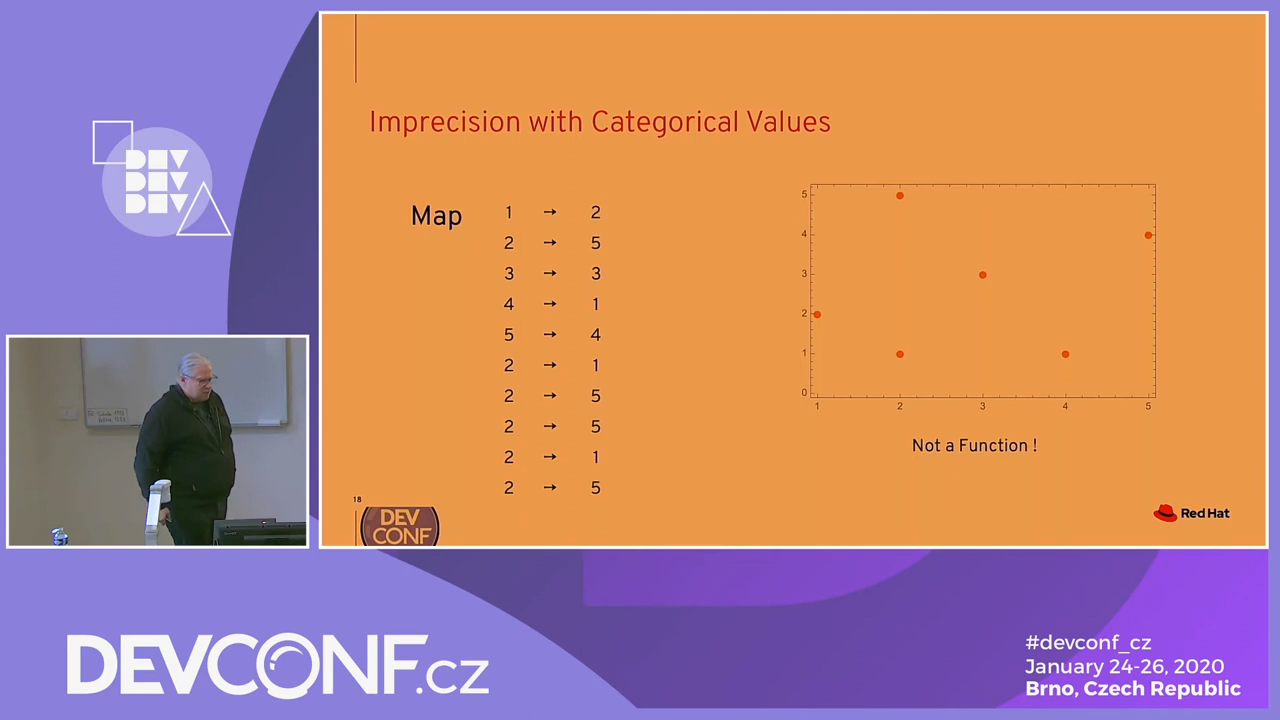 DEV
DEV
DEV
Imprecision with Categorical Values
Map
1 → 2
2 → 5
3 → 3
4 → 1
5 → 4
2 → 1
2 → 5
2 → 5
2 → 1
2 → 5
5
4
3
2
1
0
1 2 3 4 5
Not a Function !
18
DEV
CONF
Red Hat
DEVCONF.cz
#devconf_cz
January 24-26, 2020
Brno, Czech Republic